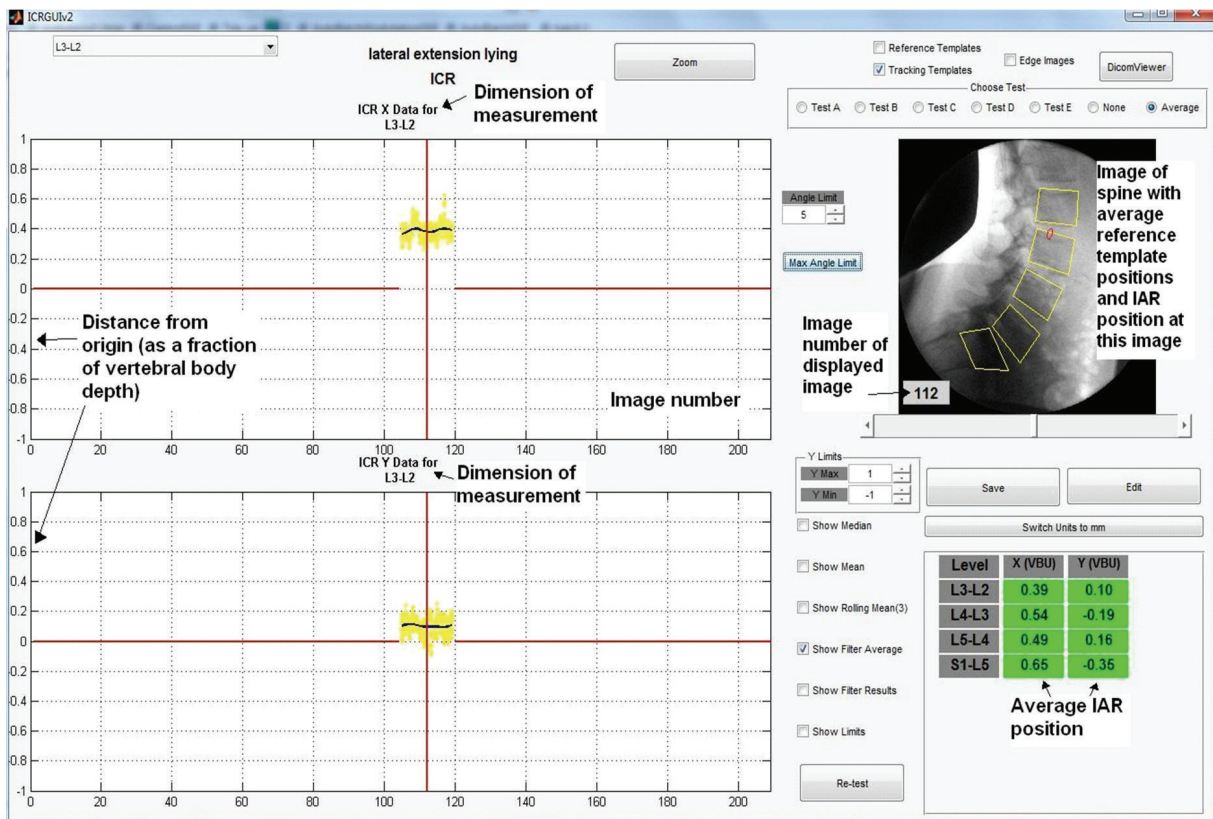 ICRGUIv2
L3-L2
lateral extension lying
ICR
Zoom
Reference Templates
Tracking Templates
Edge Images
DicomViewer
Choose Test
Test A
Test B
Test C
Test D
Test E
None
Average
ICR X Data for
L3-L2
Dimension of
measurement
1
0.8
0.6
0.4
0.2
0
-0.2
-0.4
-0.6
-0.8
-1
0 20 40 60 80 100 120 140 160 180 200
Distance from
origin (as a fraction
of vertebral body
depth)
Image number
Angle Limit
5
Max Angle Limit
Image of
spine with
average
reference
template
positions
and IAR
position at
this image
Image
number of
displayed
image
112
ICR Y Data for
L3-L2
Dimension of
measurement
1
0.8
0.6
0.4
0.2
0
-0.2
-0.4
-0.6
-0.8
-1
0 20 40 60 80 100 120 140 160 180 200
Y Limits
Y Max 1
Y Min -1
Save
Edit
Switch Units to mm
Show Median
Show Mean
Show Rolling Mean(3)
Show Filter Average
Show Filter Results
Show Limits
Re-test
Level X (VBU) Y (VBU)
L3-L2 0.39 0.10
L4-L3 0.54 -0.19
L5-L4 0.49 0.16
S1-L5 0.65 -0.35
Average IAR
position